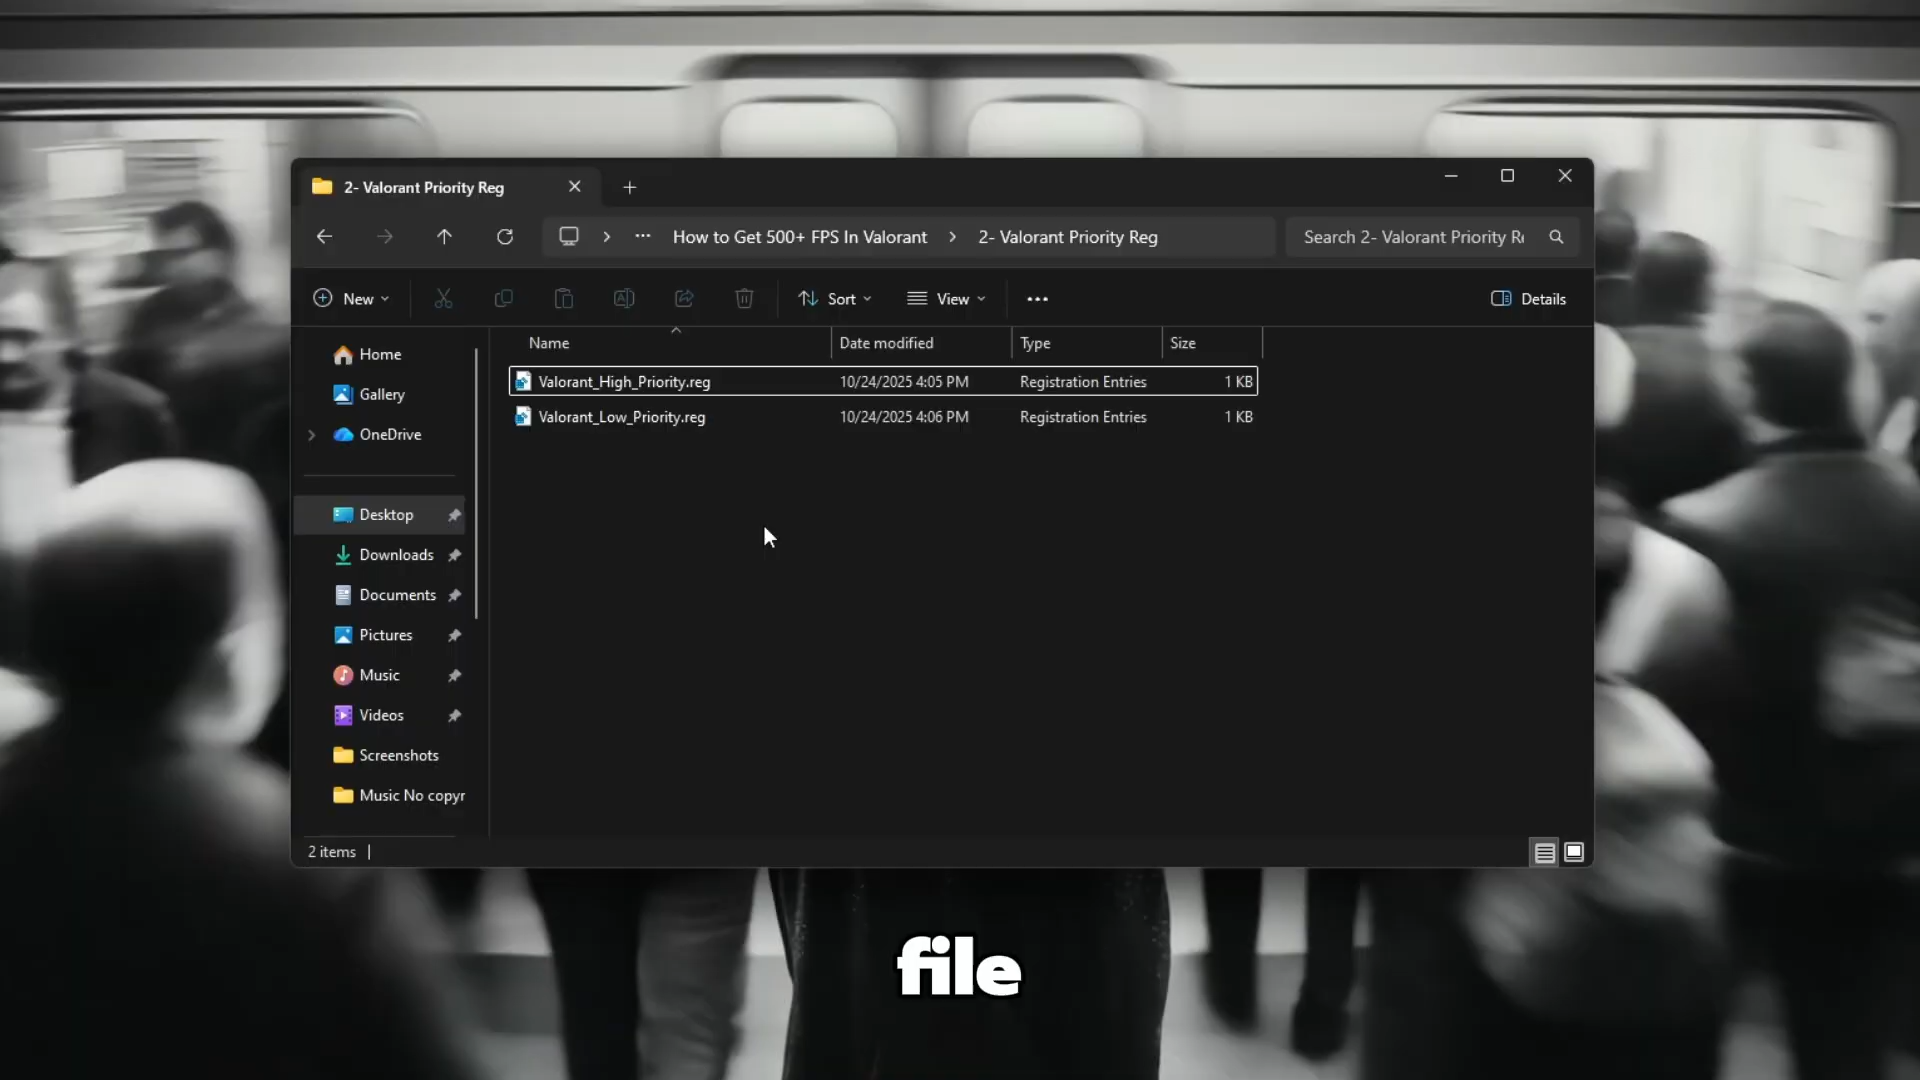 2- Valorant Priority Reg
How to Get 500+ FPS In Valorant > 2- Valorant Priority Reg
Search 2- Valorant Priority Re
New
Sort
View
Details
Name Date modified Type Size
Valorant_High_Priority.reg 10/24/2025 4:05 PM Registration Entries 1 KB
Valorant_Low_Priority.reg 10/24/2025 4:06 PM Registration Entries 1 KB
Home
Gallery
OneDrive
Desktop
Downloads
Documents
Pictures
Music
Videos
Screenshots
Music No copyr
2 items
file